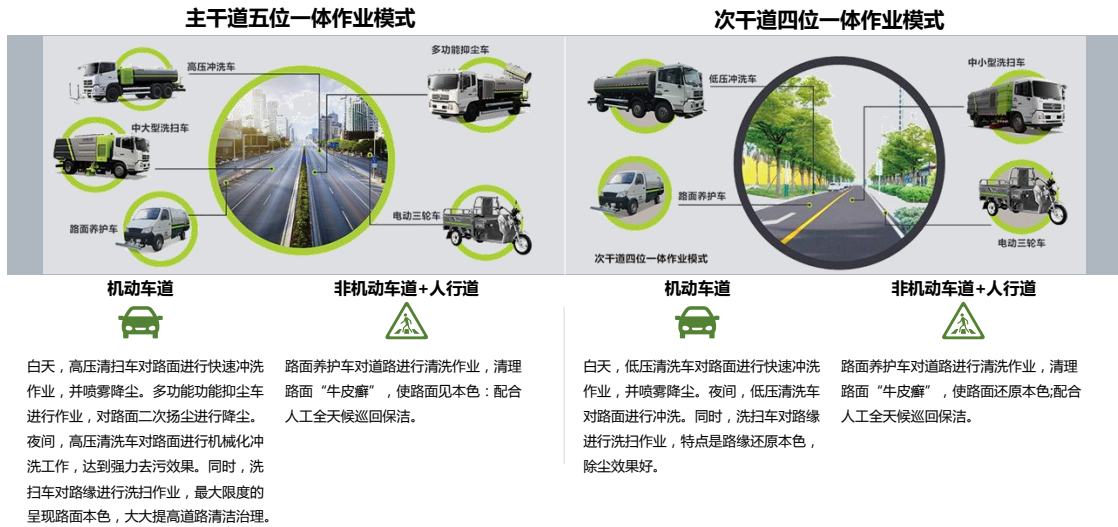 主干道五位一体作业模式
高压冲洗车
多功能抑尘车
中大型洗扫车
路面养护车
电动三轮车
次干道四位一体作业模式
低压冲洗车
中小型洗扫车
路面养护车
电动三轮车
次干道四位一体作业模式
机动车道
白天，高压清扫车对路面进行快速冲洗
作业，并喷雾降尘。多功能功能抑尘车
进行作业，对路面二次扬尘进行降尘。
夜间，高压清洗车对路面进行机械化冲
洗工作，达到强力去污效果。同时，洗
扫车对路缘进行洗扫作业，最大限度的
呈现路面本色，大大提高道路清洁治理。
非机动车道+人行道
路面养护车对道路进行清洗作业，清理
路面“牛皮癣”，使路面见本色：配合
人工全天候巡回保洁。
机动车道
白天，低压清洗车对路面进行快速冲洗
作业，并喷雾降尘。夜间，低压清洗车
对路面进行冲洗。同时，洗扫车对路缘
进行洗扫作业，特点是路缘还原本色，
除尘效果好。
非机动车道+人行道
路面养护车对道路进行清洗作业，清理
路面“牛皮癣”，使路面还原本色;配合
人工全天候巡回保洁。